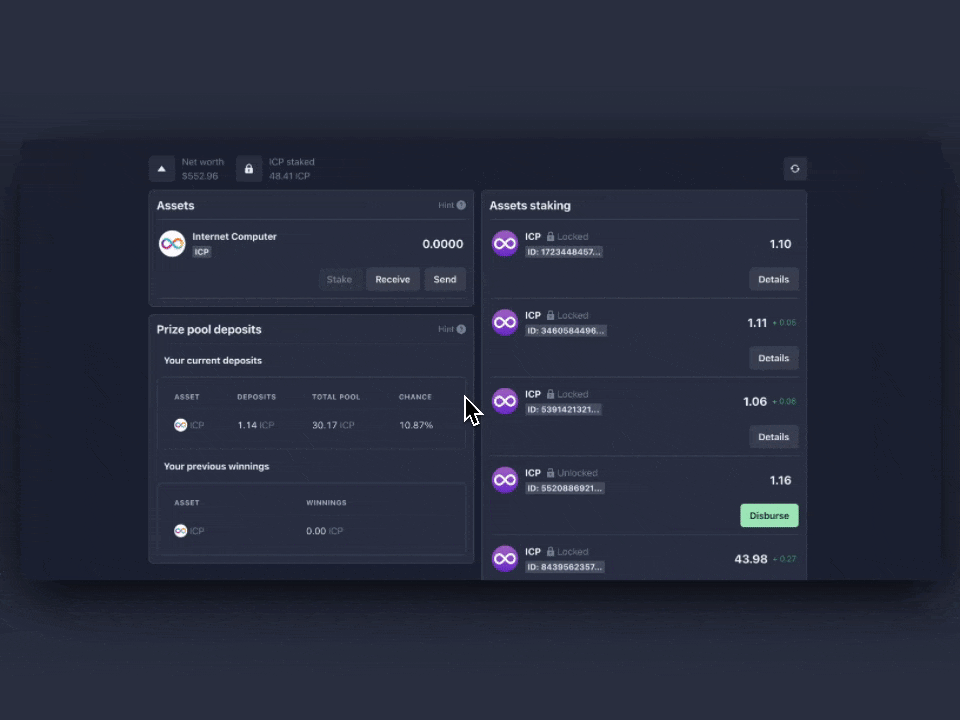 Net worth
$552.96
ICP staked
48.41 ICP
Assets
Hint
Internet Computer
ICP
0.0000
Stake
Receive
Send
Prize pool deposits
Hint
Your current deposits
ASSET DEPOSITS TOTAL POOL CHANCE
ICP 1.14 ICP 30.17 ICP 10.87%
Your previous winnings
ASSET WINNINGS
ICP 0.00 ICP
Assets staking
ICP Locked
ID: 1723448457...
1.10
Details
ICP Locked
ID: 3460584496...
1.11 + 0.05
Details
ICP Locked
ID: 5391421321...
1.06 + 0.06
Details
ICP Unlocked
ID: 5520886921...
1.16
Disburse
ICP Locked
ID: 8439562357...
43.98 + 0.27